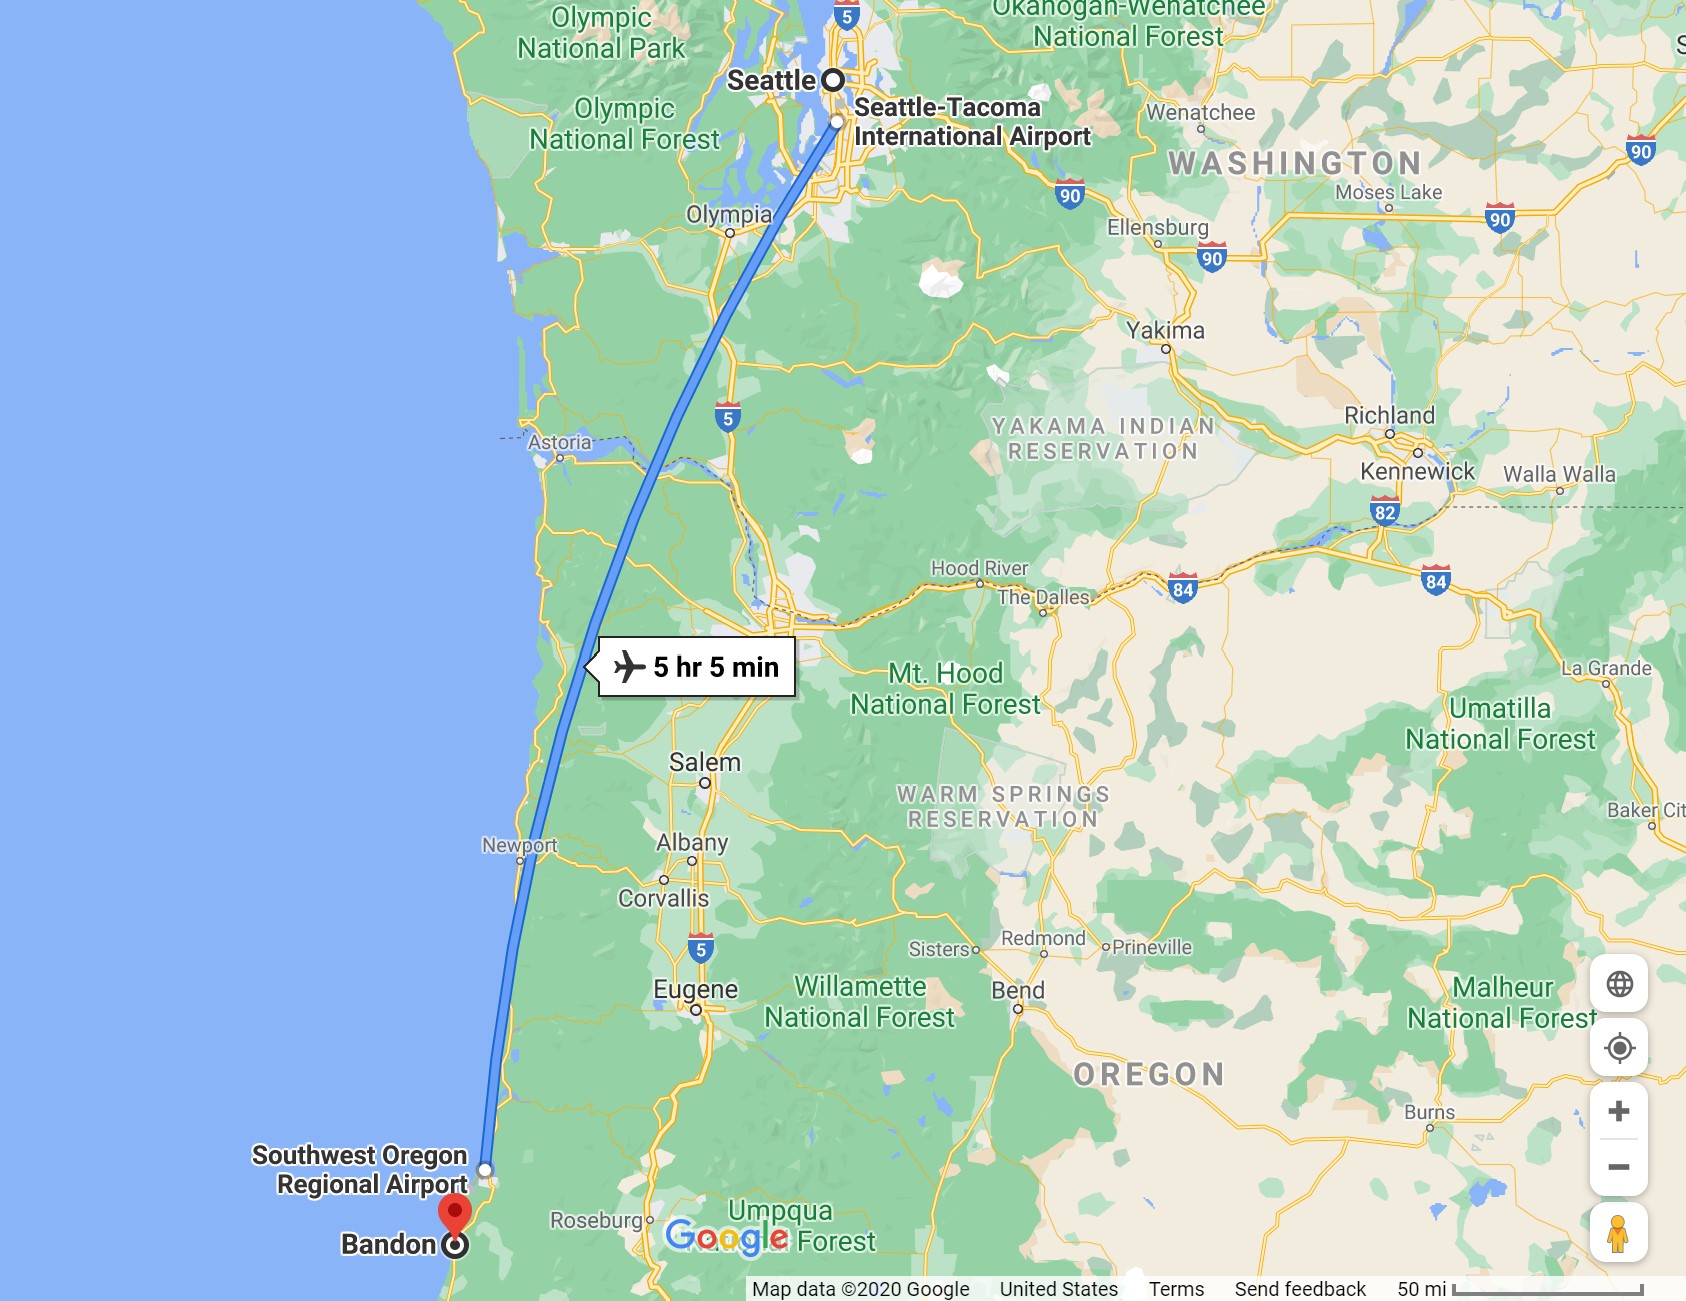 Olympic
National Park
5
Okanogan-Wenatchee
National Forest
Seattle
Olympic
National Forest
Seattle-Tacoma
International Airport
Wenatchee
90
WASHINGTON
Moses Lake
90
90
Olympia
Ellensburg
90
Yakima
5
Richland
YAKAMA INDIAN
RESERVATION
Astoria
Kennewick
Walla Walla
82
Hood River
The Dalles
84
84
5 hr 5 min
Mt. Hood
National Forest
La Grande
Umatilla
National Forest
Salem
WARM SPRINGS
RESERVATION
Baker Cit
Newport
Albany
Corvallis
5
Sisters
Redmond
Prineville
Eugene
Willamette
National Forest
Bend
Malheur
National Forest
OREGON
Burns
Southwest Oregon
Regional Airport
Bandon
Roseburg
Umpqua
Forest
Google
Map data ©2020 Google United States Terms Send feedback 50 mi